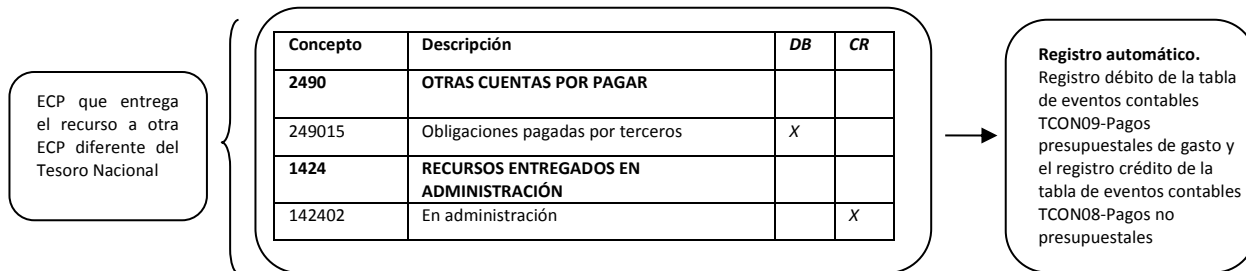 ECP que entrega
el recurso a otra
ECP diferente del
Tesoro Nacional
Concepto Descripción DB CR
2490 OTRAS CUENTAS POR PAGAR
249015 Obligaciones pagadas por terceros X
1424 RECURSOS ENTREGADOS EN
ADMINISTRACIÓN
142402 En administración X
Registro automático.
Registro débito de la tabla
de eventos contables
TCON09-Pagos
presupuestales de gasto y
el registro crédito de la
tabla de eventos contables
TCON08-Pagos no
presupuestales